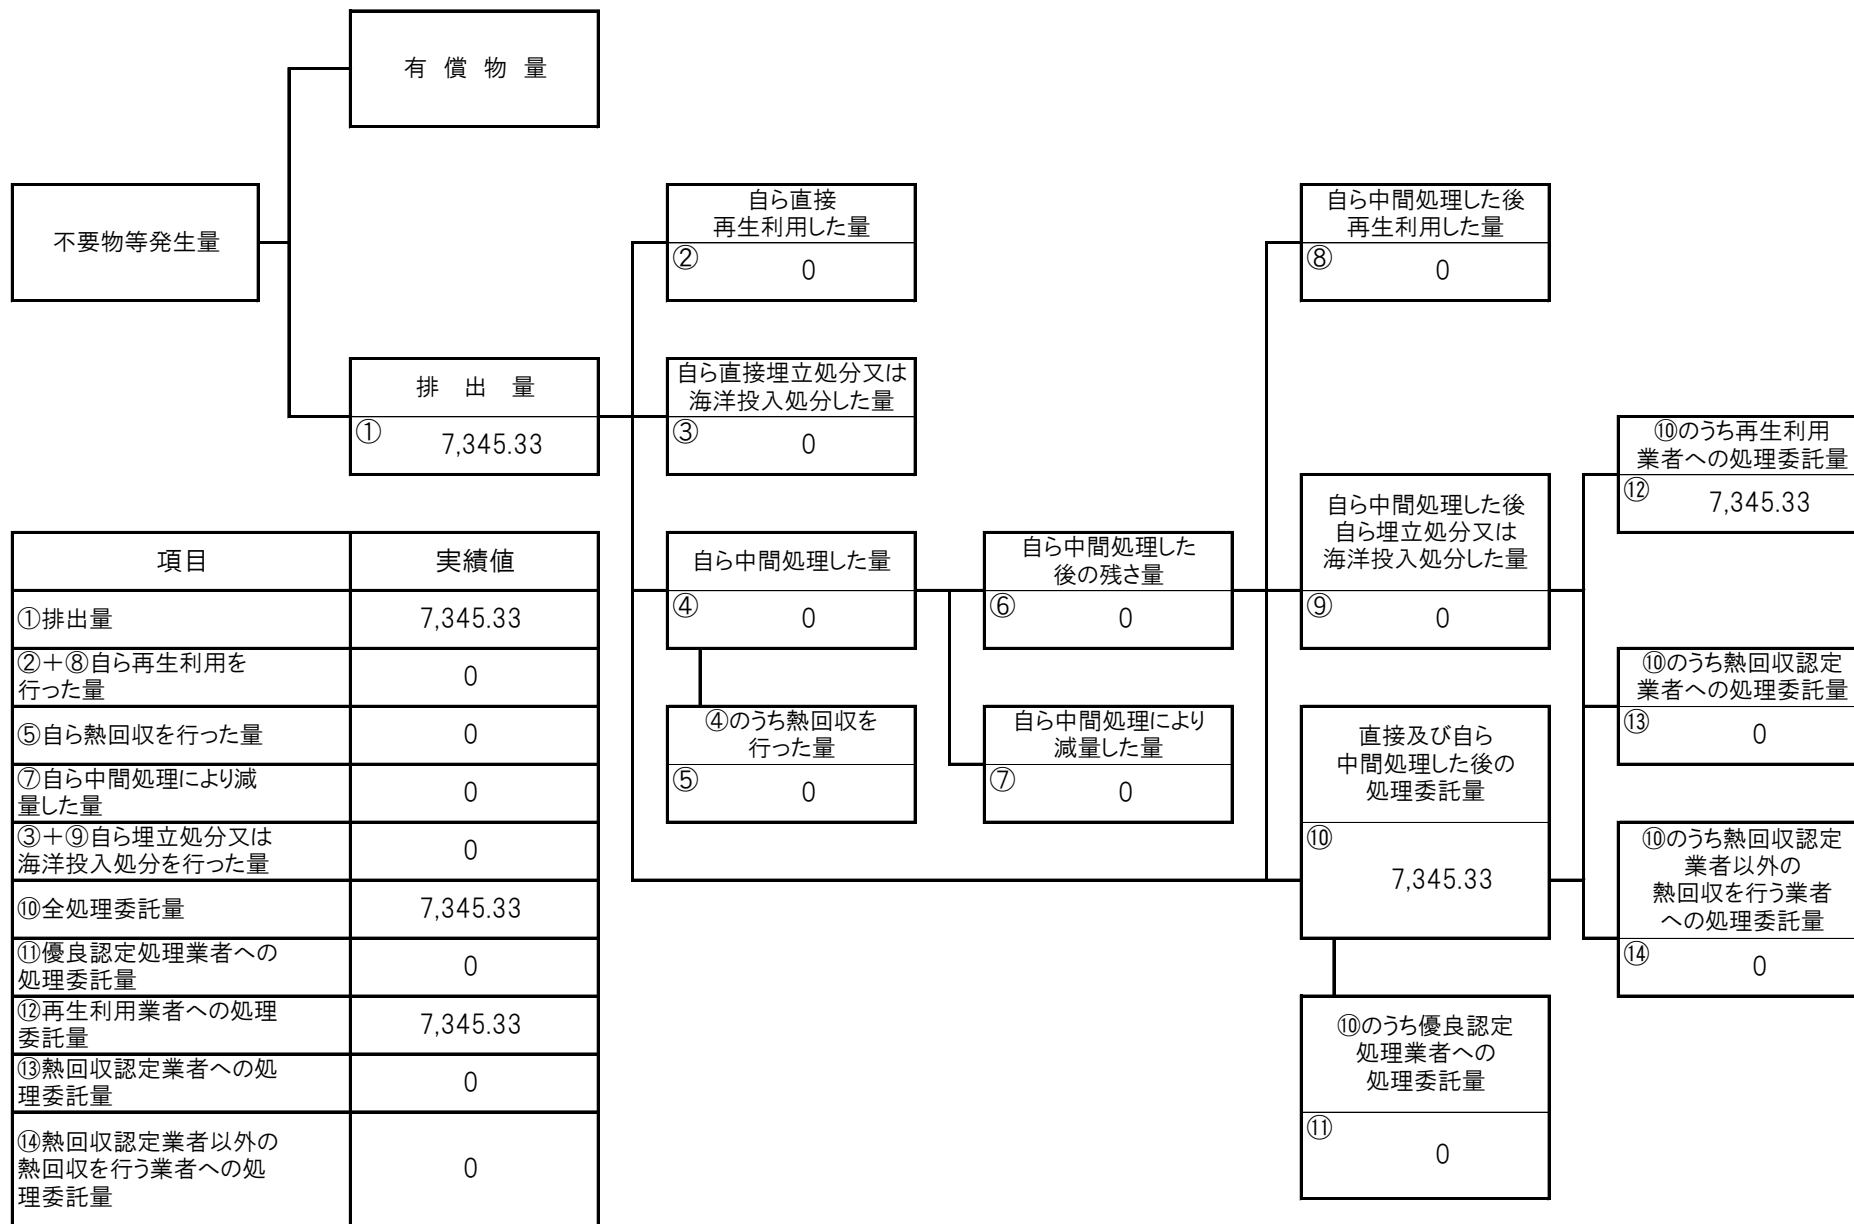 有 償 物 量
不要物等発生量
排 出 量
① 7,345.33
自ら直接
再生利用した量
② 0
自ら直接埋立処分又は
海洋投入処分した量
③ 0
自ら中間処理した量
④ 0
④のうち熱回収を
行った量
⑤ 0
自ら中間処理した
後の残さ量
⑥ 0
自ら中間処理により
減量した量
⑦ 0
自ら中間処理した後
再生利用した量
⑧ 0
自ら中間処理した後
自ら埋立処分又は
海洋投入処分した量
⑨ 0
直接及び自ら
中間処理した後の
処理委託量
⑩
7,345.33
⑩のうち優良認定
処理業者への
処理委託量
⑪ 0
⑩のうち再生利用
業者への処理委託量
⑫ 7,345.33
⑩のうち熱回収認定
業者への処理委託量
⑬ 0
⑩のうち熱回収認定
業者以外の
熱回収を行う業者
への処理委託量
⑭ 0
項目 実績値
①排出量 7,345.33
②+⑧自ら再生利用を
行った量 0
⑤自ら熱回収を行った量 0
⑦自ら中間処理により減
量した量 0
③+⑨自ら埋立処分又は
海洋投入処分を行った量 0
⑩全処理委託量 7,345.33
⑪優良認定処理業者への
処理委託量 0
⑫再生利用業者への処理
委託量 7,345.33
⑬熱回収認定業者への処
理委託量 0
⑭熱回収認定業者以外の
熱回収を行う業者への処
理委託量 0